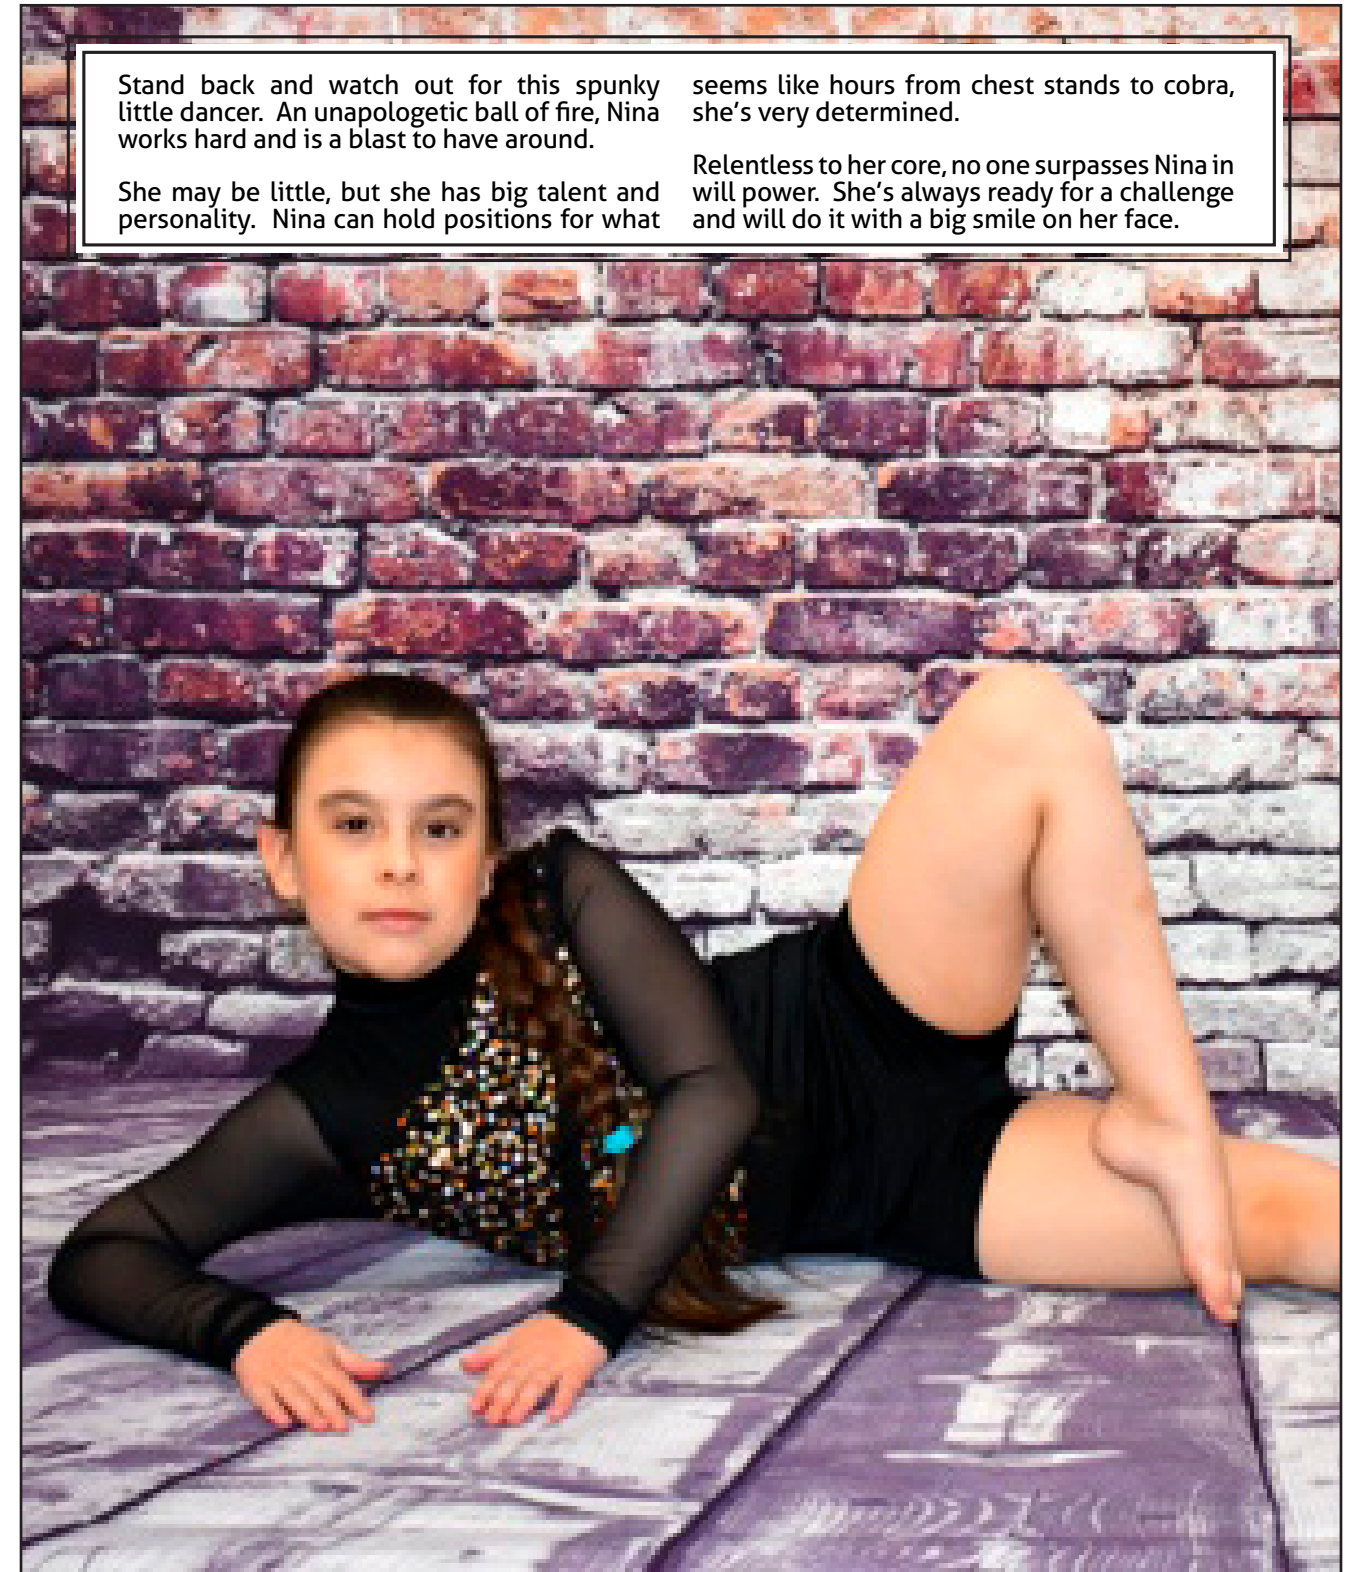 Stand back and watch out for this spunky
little dancer.  An unapologetic ball of fire, Nina
works hard and is a blast to have around.
She may be little, but she has big talent and
personality.  Nina can hold positions for what
seems like hours from chest stands to cobra,
she's very determined.
Relentless to her core, no one surpasses Nina in
will power.  She's always ready for a challenge
and will do it with a big smile on her face.